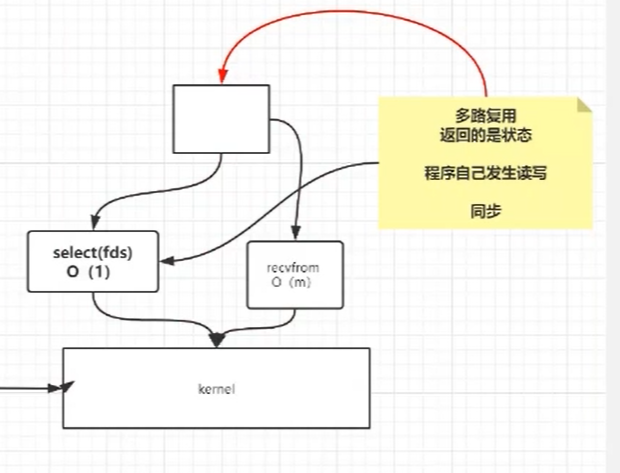 多路复用
返回的是状态
程序自己发生读写
同步
select(fds)
O（1）
recvfrom
O（m）
kernel